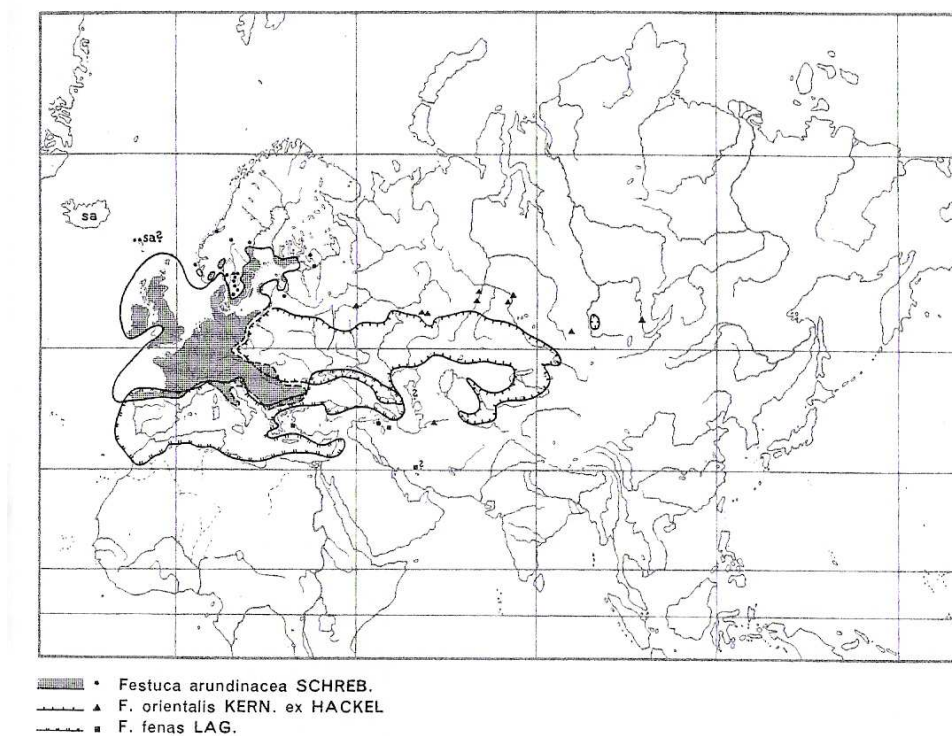 sa
sa?
?
Festuca arundinacea SCHREB.
F. orientalis KERN. ex HACKEL
F. fenas LAG.